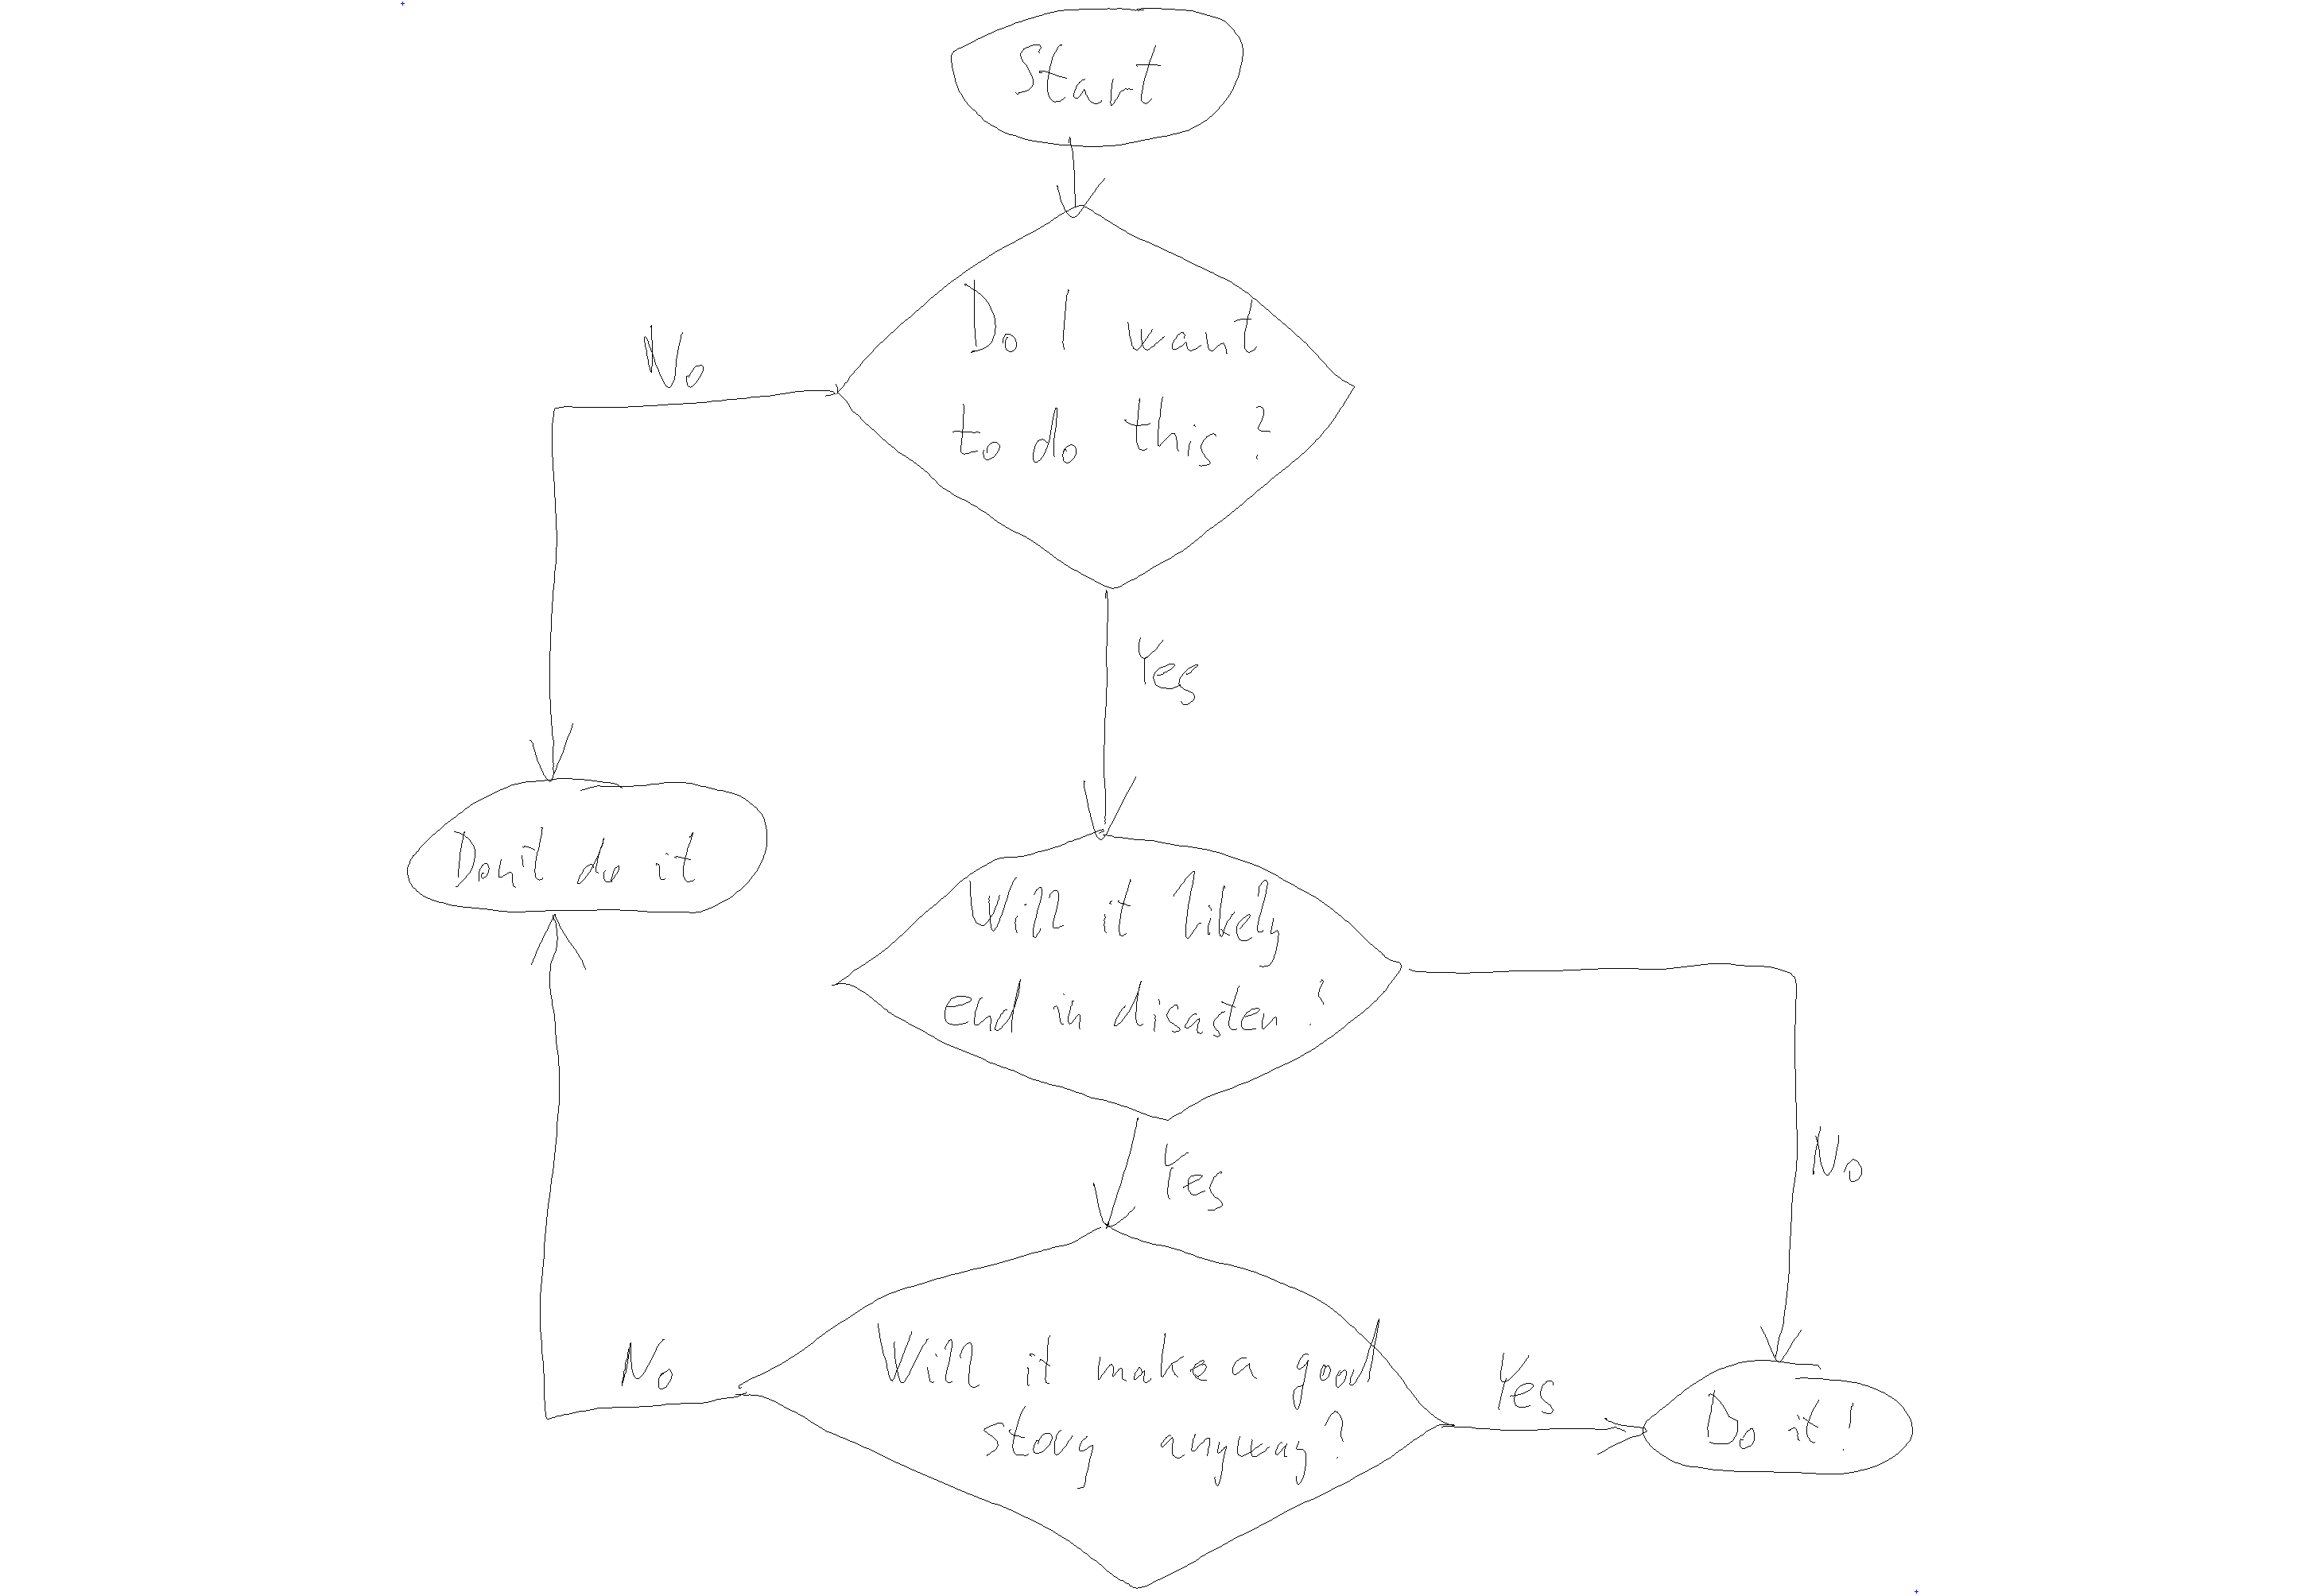 Start
Do I want
to do this?
No
Yes
Don't do it
Will it likely
end in disaster?
Yes
No
Will it make a good
story anyway?
No
Yes
Do it!